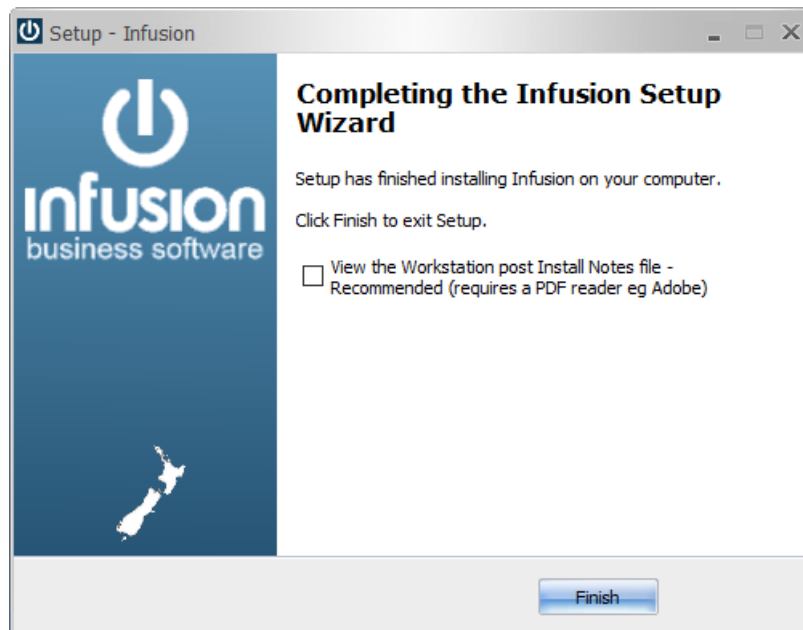 Setup - Infusion
infusion
business software
Completing the Infusion Setup
Wizard
Setup has finished installing Infusion on your computer.
Click Finish to exit Setup.
View the Workstation post Install Notes file -
Recommended (requires a PDF reader eg Adobe)
Finish